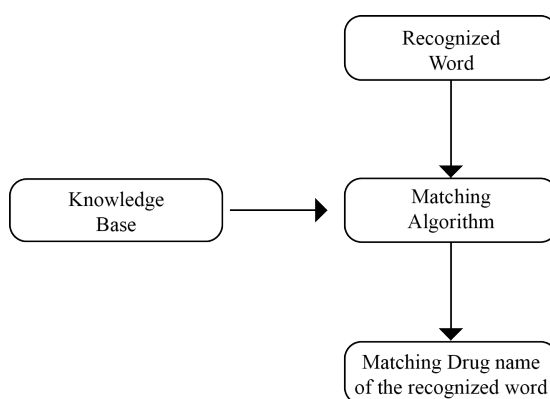 Recognized
Word
Knowledge
Base
Matching
Algorithm
Matching Drug name
of the recognized word